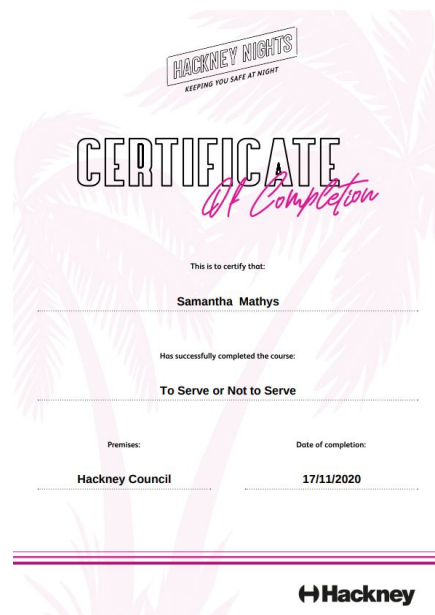 HACKNEY NIGHTS
KEEPING YOU SAFE AT NIGHT
CERTIFICATE
Of Completion
This is to certify that:
Samantha Mathys
Has successfully completed the course:
To Serve or Not to Serve
Premises:
Date of completion:
Hackney Council
17/11/2020
Hackney